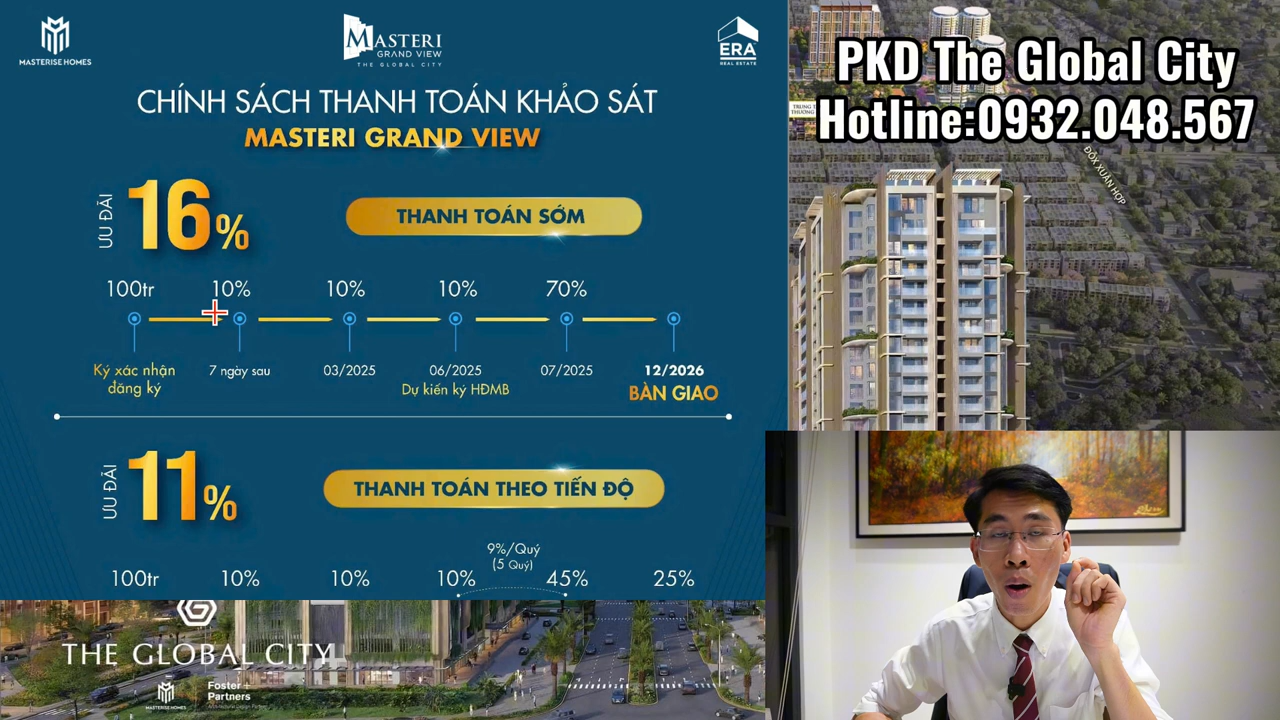 MASTERISE HOMES
MASTERI
GRAND VIEW
THE GLOBAL CITY
ERA
REAL ESTATE
CHÍNH SÁCH THANH TOÁN KHẢO SÁT
MASTERI GRAND VIEW
ƯU ĐÃI 16%
THANH TOÁN SỚM
100tr 10% 10% 10% 70%
Ký xác nhận đăng ký
7 ngày sau
03/2025
06/2025
Dự kiến ký HĐMB
07/2025
12/2026
BÀN GIAO
ƯU ĐÃI 11%
THANH TOÁN THEO TIẾN ĐỘ
9%/Quý
(5 Quý)
100tr 10% 10% 10% 45% 25%
THE GLOBAL CITY
MASTERISE HOMES
Foster +
Partners
PKD The Global City
Hotline:0932.048.567
ĐỖ XUÂN HỢP